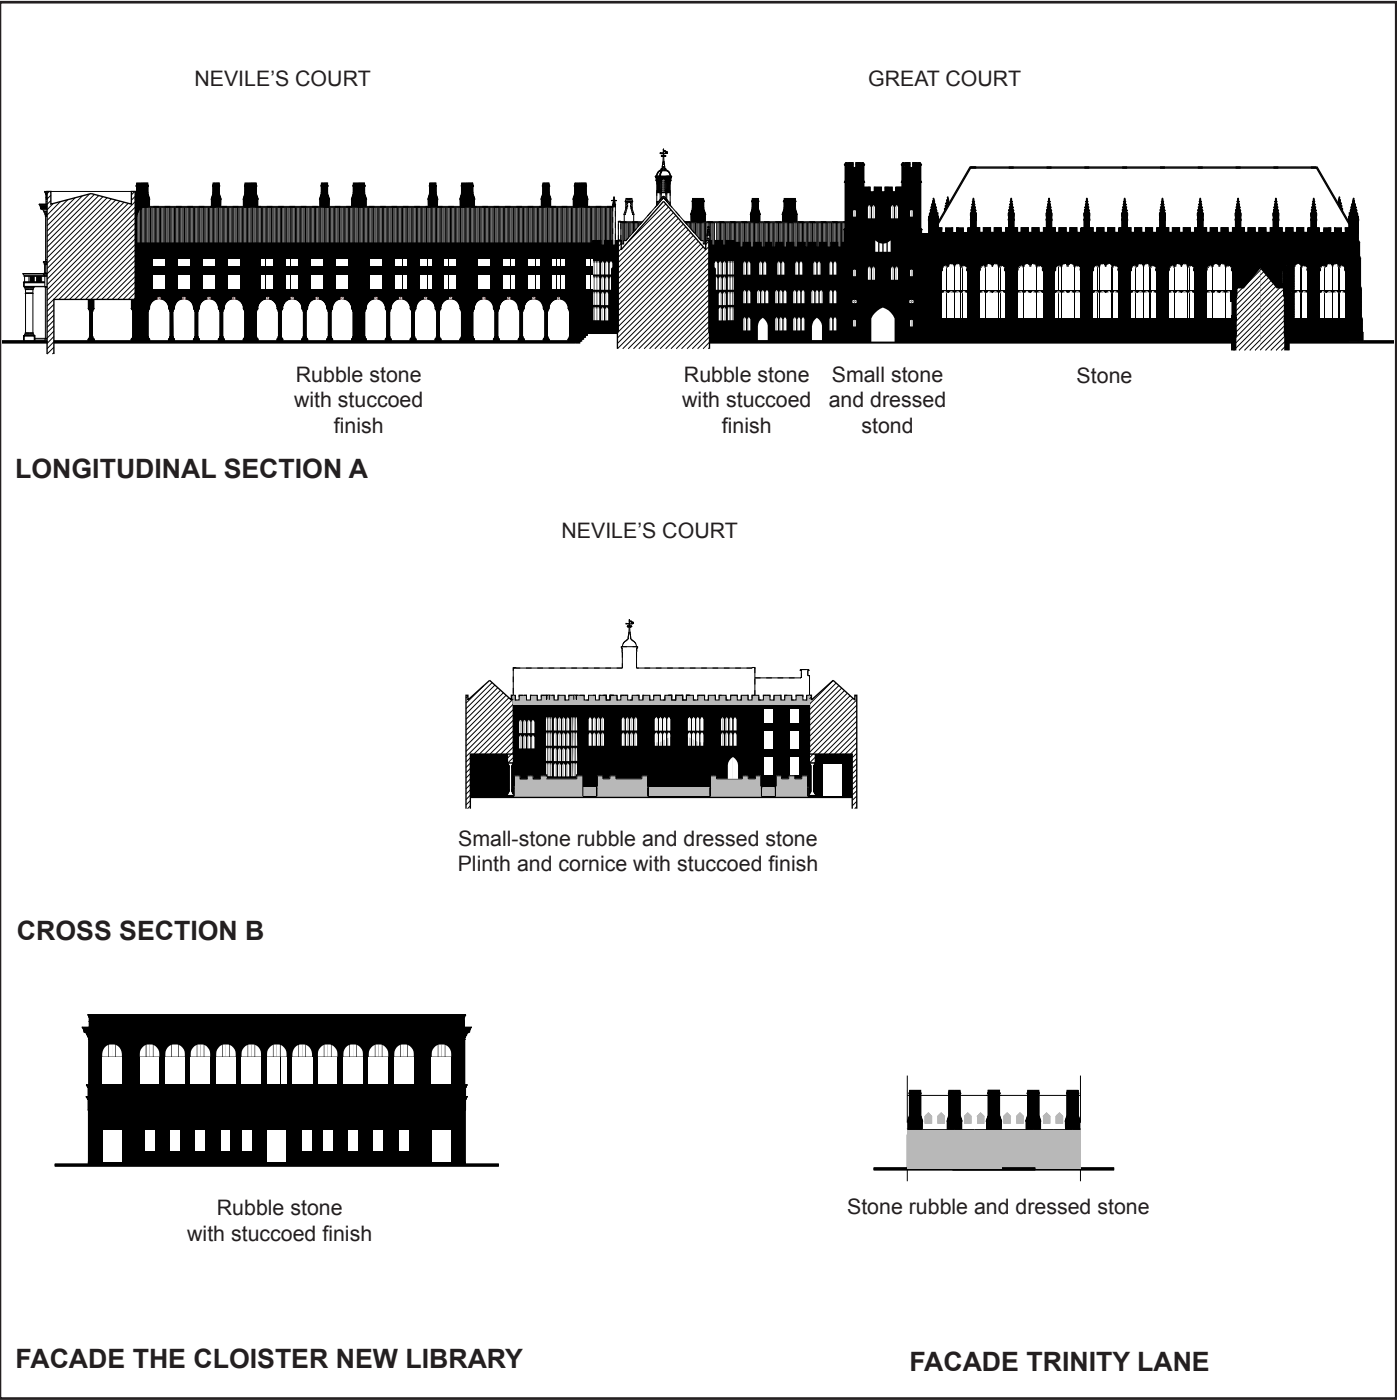 NEVILE'S COURT
GREAT COURT
Rubble stone
with stuccoed
finish
Rubble stone
with stuccoed
finish
Small stone
and dressed
stond
Stone
LONGITUDINAL SECTION A
NEVILE'S COURT
Small-stone rubble and dressed stone
Plinth and cornice with stuccoed finish
CROSS SECTION B
Rubble stone
with stuccoed finish
Stone rubble and dressed stone
FACADE THE CLOISTER NEW LIBRARY
FACADE TRINITY LANE